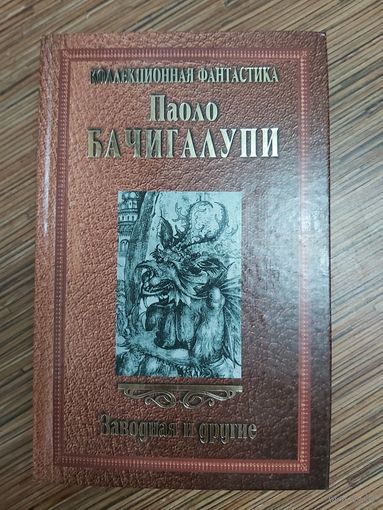 КОЛЛЕКЦИОННАЯ ФАНТАСТИКА
Паоло
БАЧИГАЛУПИ
Заводная и другие